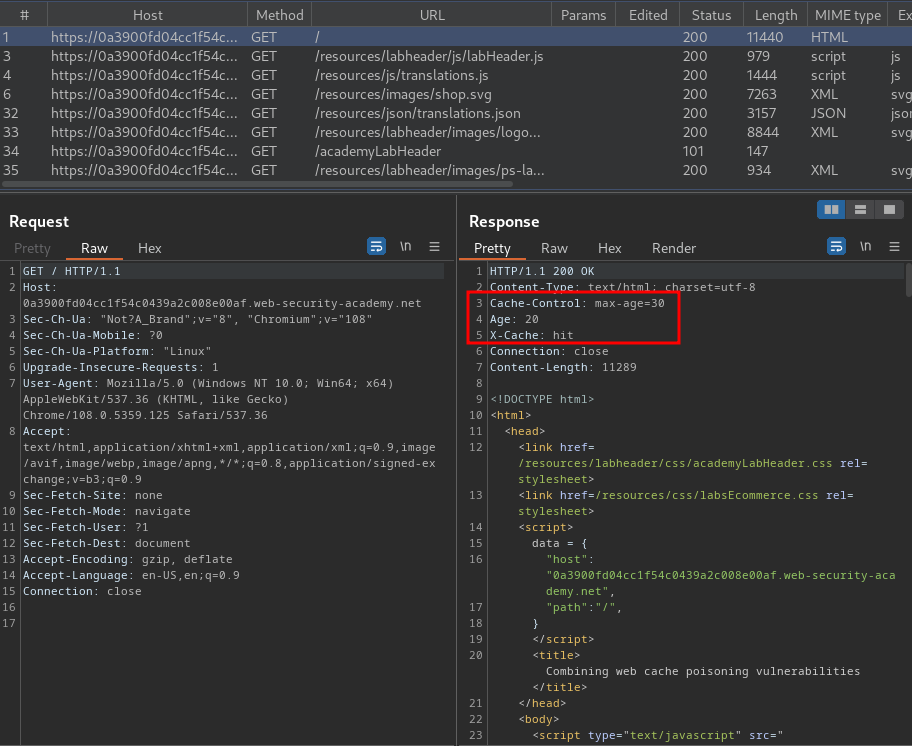 # Host Method URL Params Edited Status Length MIME type Ex
1 https://0a3900fd04cc1f54c... GET / 200 11440 HTML
3 https://0a3900fd04cc1f54c... GET /resources/labheader/js/labHeader.js 200 979 script js
4 https://0a3900fd04cc1f54c... GET /resources/js/translations.js 200 1444 script js
6 https://0a3900fd04cc1f54c... GET /resources/images/shop.svg 200 7263 XML svg
32 https://0a3900fd04cc1f54c... GET /resources/json/translations.json 200 3157 JSON json
33 https://0a3900fd04cc1f54c... GET /resources/labheader/images/logo... 200 8844 XML svg
34 https://0a3900fd04cc1f54c... GET /academyLabHeader 101 147
35 https://0a3900fd04cc1f54c... GET /resources/labheader/images/ps-la... 200 934 XML svg
Request
Pretty Raw Hex \n
1 GET / HTTP/1.1
2 Host:
0a3900fd04cc1f54c0439a2c008e00af.web-security-academy.net
3 Sec-Ch-Ua: "Not?A_Brand";v="8", "Chromium";v="108"
4 Sec-Ch-Ua-Mobile: ?0
5 Sec-Ch-Ua-Platform: "Linux"
6 Upgrade-Insecure-Requests: 1
7 User-Agent: Mozilla/5.0 (Windows NT 10.0; Win64; x64)
AppleWebKit/537.36 (KHTML, like Gecko)
Chrome/108.0.5359.125 Safari/537.36
8 Accept:
text/html,application/xhtml+xml,application/xml;q=0.9,image
/avif,image/webp,image/apng,*/*;q=0.8,application/signed-ex
change;v=b3;q=0.9
9 Sec-Fetch-Site: none
10 Sec-Fetch-Mode: navigate
11 Sec-Fetch-User: ?1
12 Sec-Fetch-Dest: document
13 Accept-Encoding: gzip, deflate
14 Accept-Language: en-US,en;q=0.9
15 Connection: close
16
17
Response
Pretty Raw Hex Render \n
1 HTTP/1.1 200 OK
2 Content-Type: text/html; charset=utf-8
3 Cache-Control: max-age=30
4 Age: 20
5 X-Cache: hit
6 Connection: close
7 Content-Length: 11289
8
9 <!DOCTYPE html>
10 <html>
11 <head>
12 <link href=
/resources/labheader/css/academyLabHeader.css rel=
stylesheet>
13 <link href=/resources/css/labsEcommerce.css rel=
stylesheet>
14 <script>
15 data = {
16 "host":
"0a3900fd04cc1f54c0439a2c008e00af.web-security-aca
demy.net",
17 "path":"/",
18 }
19 </script>
20 <title>
Combining web cache poisoning vulnerabilities
</title>
21 </head>
22 <body>
23 <script type="text/javascript" src="